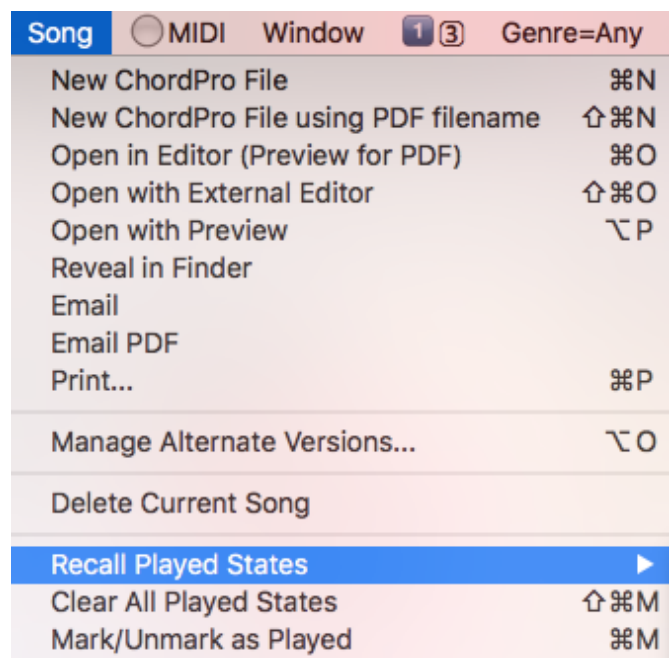 Song MIDI Window 1 3 Genre=Any
New ChordPro File ⌘N
New ChordPro File using PDF filename ⇧⌘N
Open in Editor (Preview for PDF) ⌘O
Open with External Editor ⇧⌘O
Open with Preview ⌥P
Reveal in Finder
Email
Email PDF
Print... ⌘P
Manage Alternate Versions... ⌥O
Delete Current Song
Recall Played States ▶
Clear All Played States ⇧⌘M
Mark/Unmark as Played ⌘M